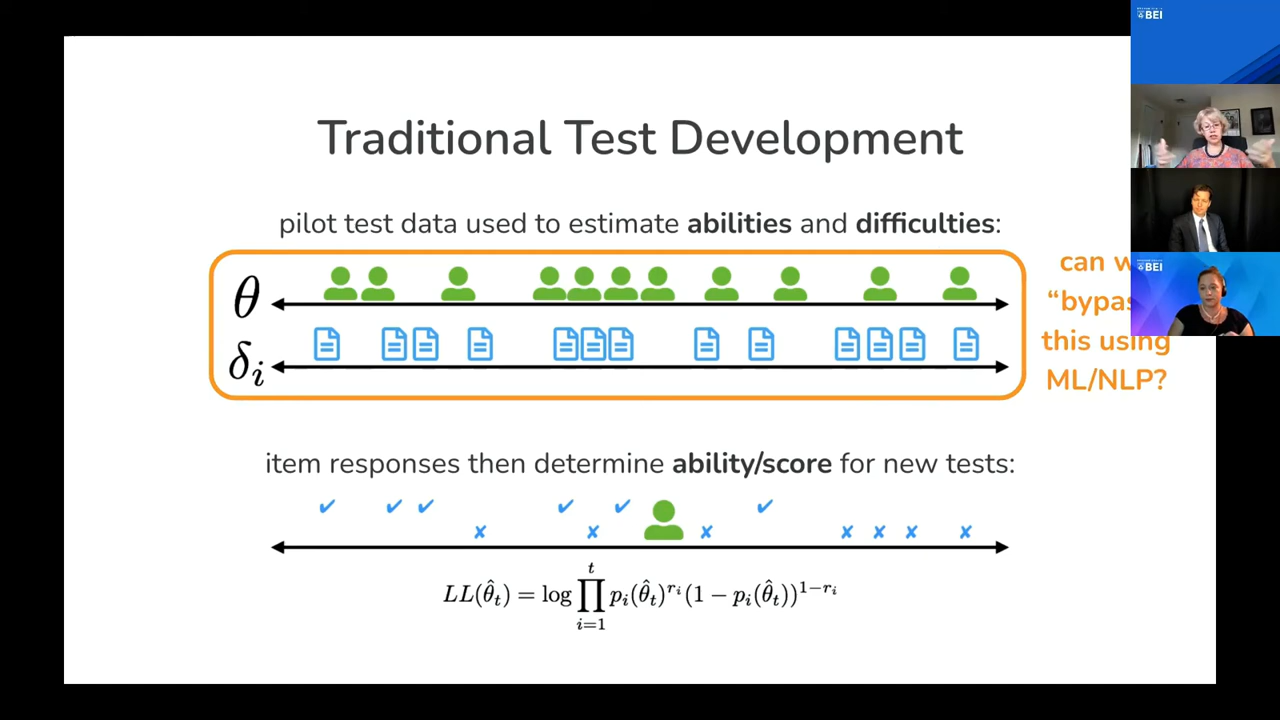 BEI
Traditional Test Development
pilot test data used to estimate abilities and difficulties:
θ
δᵢ
can
BEI
this using
ML/NLP?
item responses then determine ability/score for new tests:
✓ ✓ ✓ ✓ ✓ ✓
✗ ✗ ✗ ✗ ✗ ✗ ✗
LL(θ̂ₜ) = log ∏ᵢ₌₁ᵗ pᵢ(θ̂ₜ)^{rᵢ}(1 − pᵢ(θ̂ₜ))^{1−rᵢ}